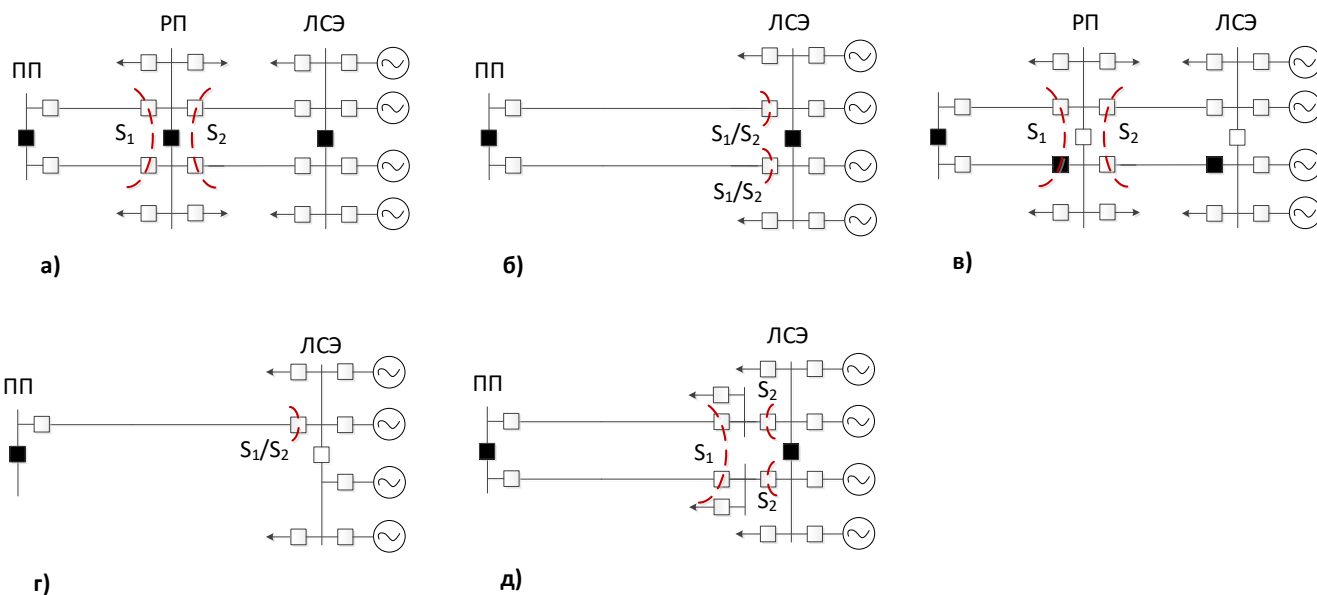 РП
ЛСЭ
ПП
S₁
S₂
а)
ЛСЭ
ПП
S₁/S₂
S₁/S₂
б)
РП
ЛСЭ
S₁
S₂
в)
ЛСЭ
ПП
S₁/S₂
г)
ЛСЭ
ПП
S₂
S₁
S₂
д)